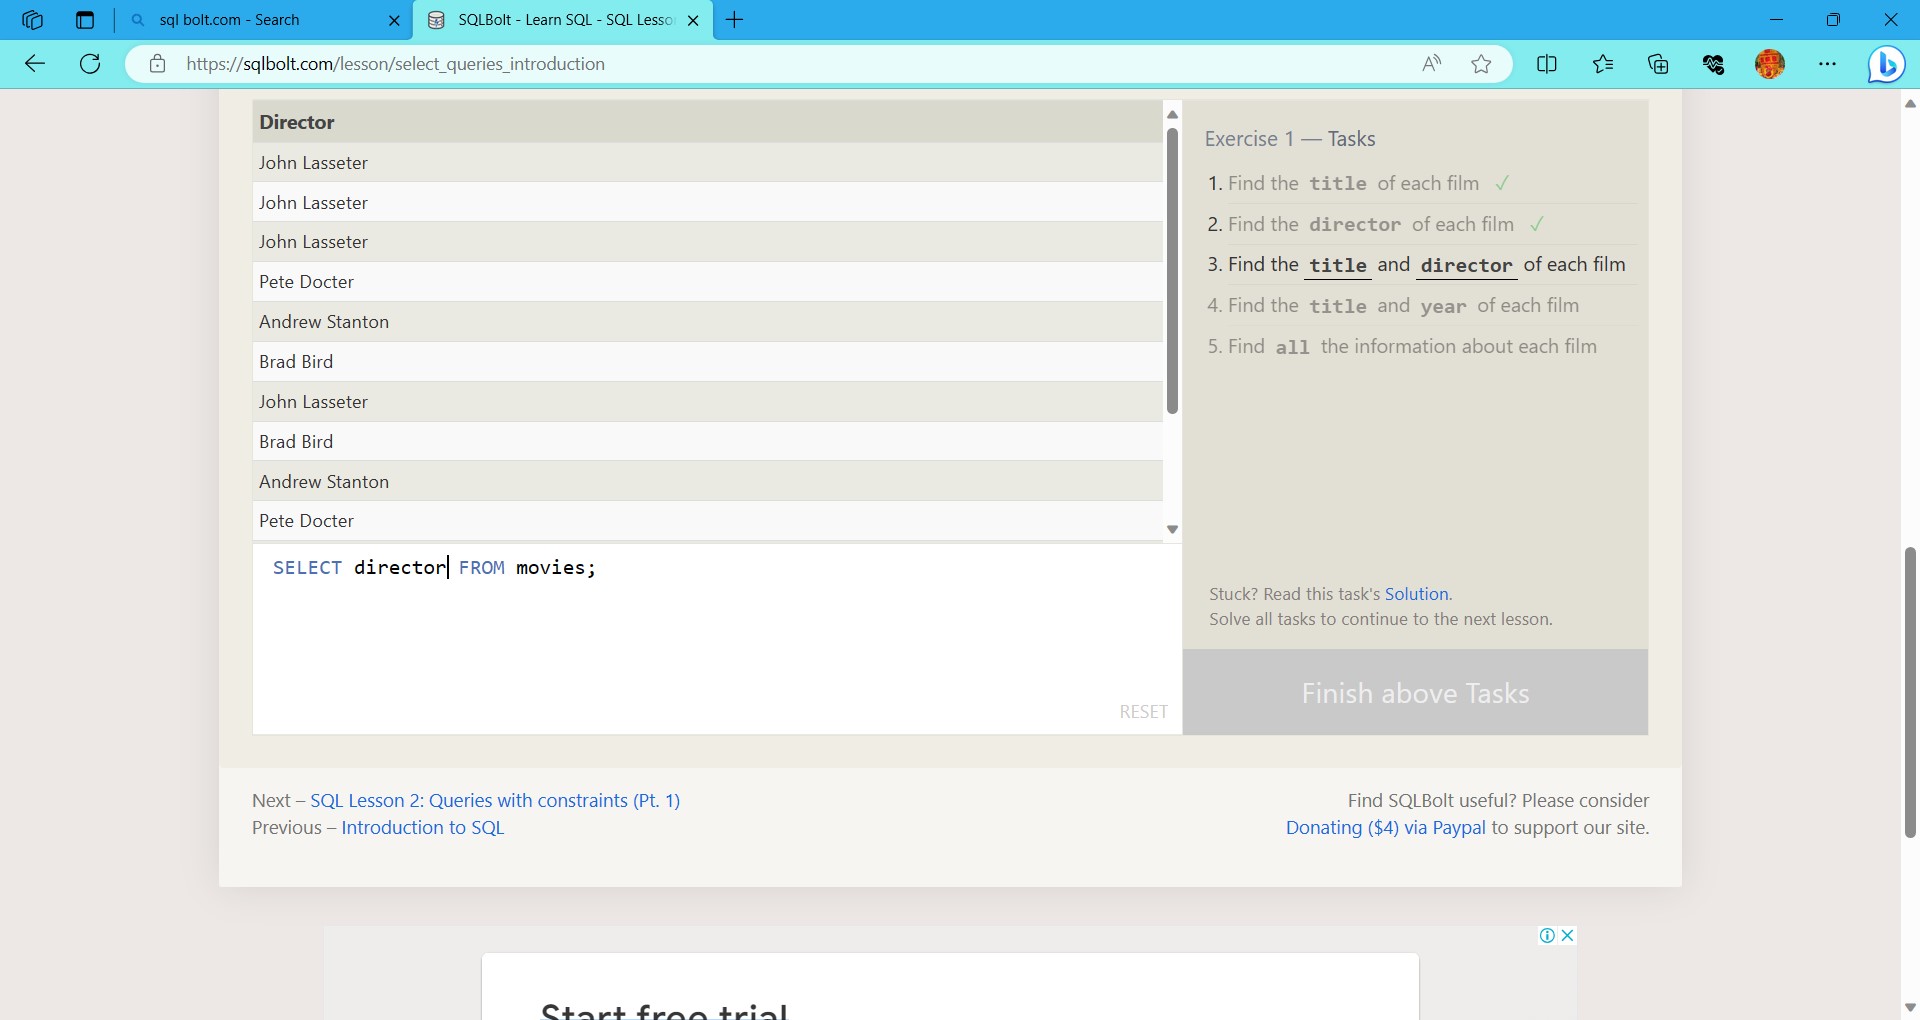 sql bolt.com - Search
SQLBolt - Learn SQL - SQL Lesso
https://sqlbolt.com/lesson/select_queries_introduction
Director
John Lasseter
John Lasseter
John Lasseter
Pete Docter
Andrew Stanton
Brad Bird
John Lasseter
Brad Bird
Andrew Stanton
Pete Docter
SELECT director FROM movies;
RESET
Exercise 1 — Tasks
1. Find the title of each film ✓
2. Find the director of each film ✓
3. Find the title and director of each film
4. Find the title and year of each film
5. Find all the information about each film
Stuck? Read this task's Solution.
Solve all tasks to continue to the next lesson.
Finish above Tasks
Next – SQL Lesson 2: Queries with constraints (Pt. 1)
Previous – Introduction to SQL
Find SQLBolt useful? Please consider
Donating ($4) via Paypal to support our site.
Start free trial